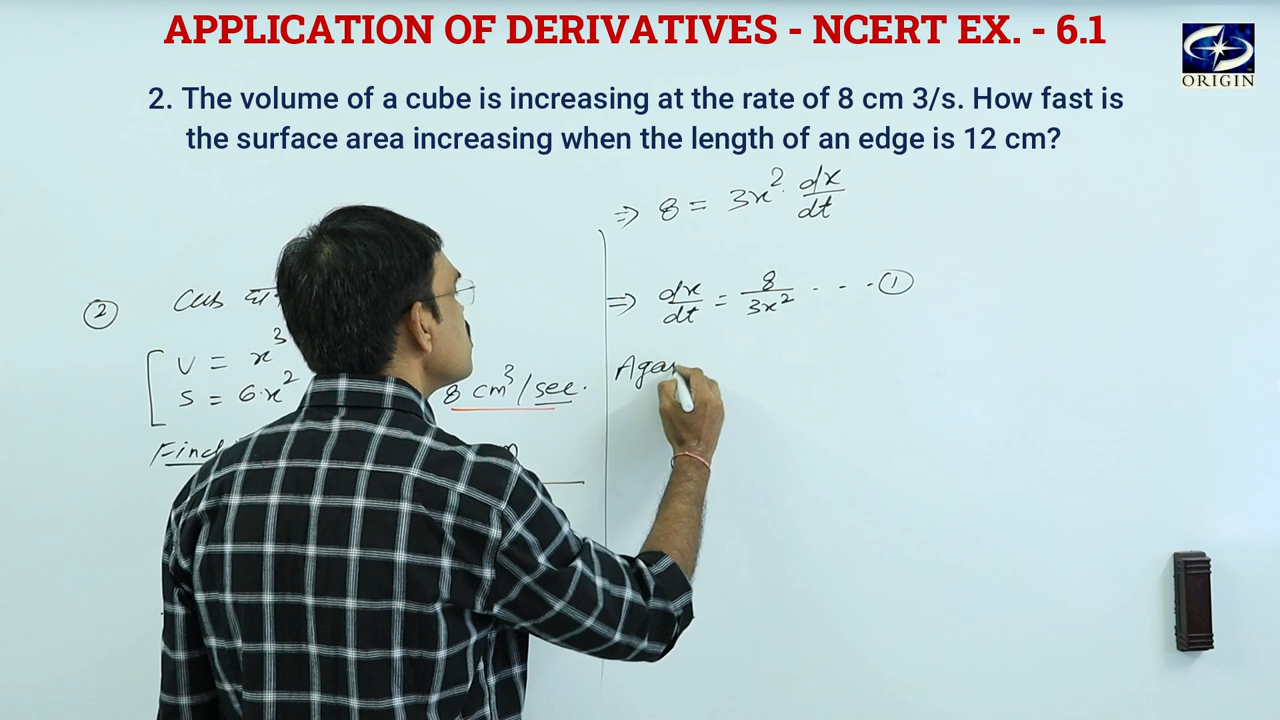 APPLICATION OF DERIVATIVES - NCERT EX. - 6.1
ORIGIN
2. The volume of a cube is increasing at the rate of 8 cm 3/s. How fast is
the surface area increasing when the length of an edge is 12 cm?
②
V = x³
S = 6·x²
8 cm³/sec.
Find
⇒ 8 = 3x² · dx/dt
⇒ dx/dt = 8/3x² - - - ①
Agai